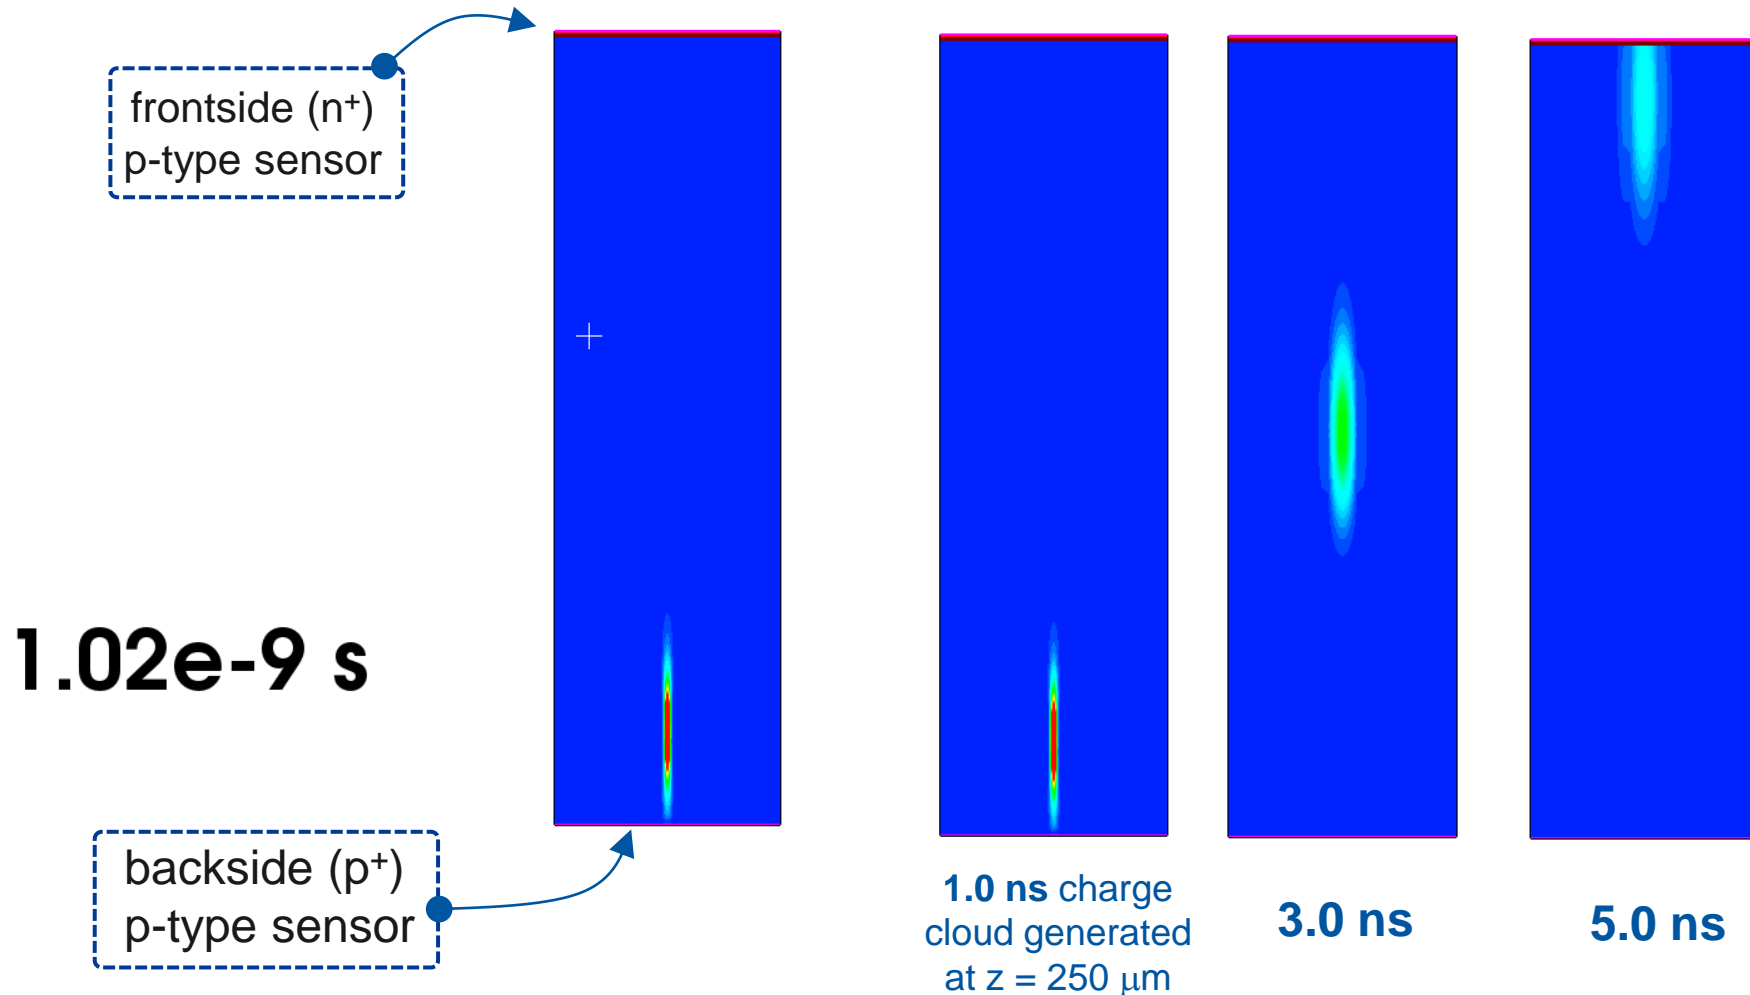 frontside (n⁺)
p-type sensor
1.02e-9 s
backside (p⁺)
p-type sensor
1.0 ns charge
cloud generated
at z = 250 μm
3.0 ns
5.0 ns